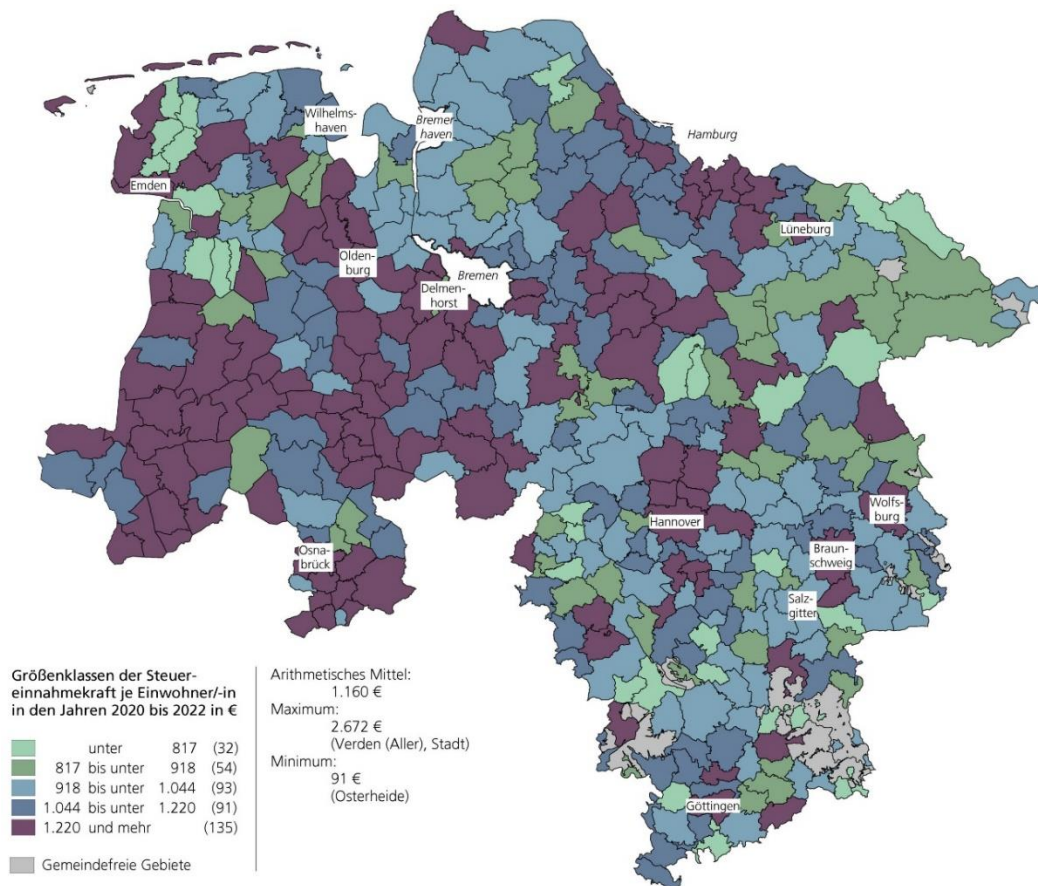 Wilhelms-
haven
Bremer-
haven
Hamburg
Emden
Lüneburg
Olden-
burg
Bremen
Delmen-
horst
Wolfs-
burg
Hannover
Osna-
brück
Braun-
schweig
Salz-
gitter
Göttingen
Größenklassen der Steuer-
einnahmekraft je Einwohner/-in
in den Jahren 2020 bis 2022 in €
unter 817 (32)
817 bis unter 918 (54)
918 bis unter 1.044 (93)
1.044 bis unter 1.220 (91)
1.220 und mehr (135)
Gemeindefreie Gebiete
Arithmetisches Mittel:
1.160 €
Maximum:
2.672 €
(Verden (Aller), Stadt)
Minimum:
91 €
(Osterheide)